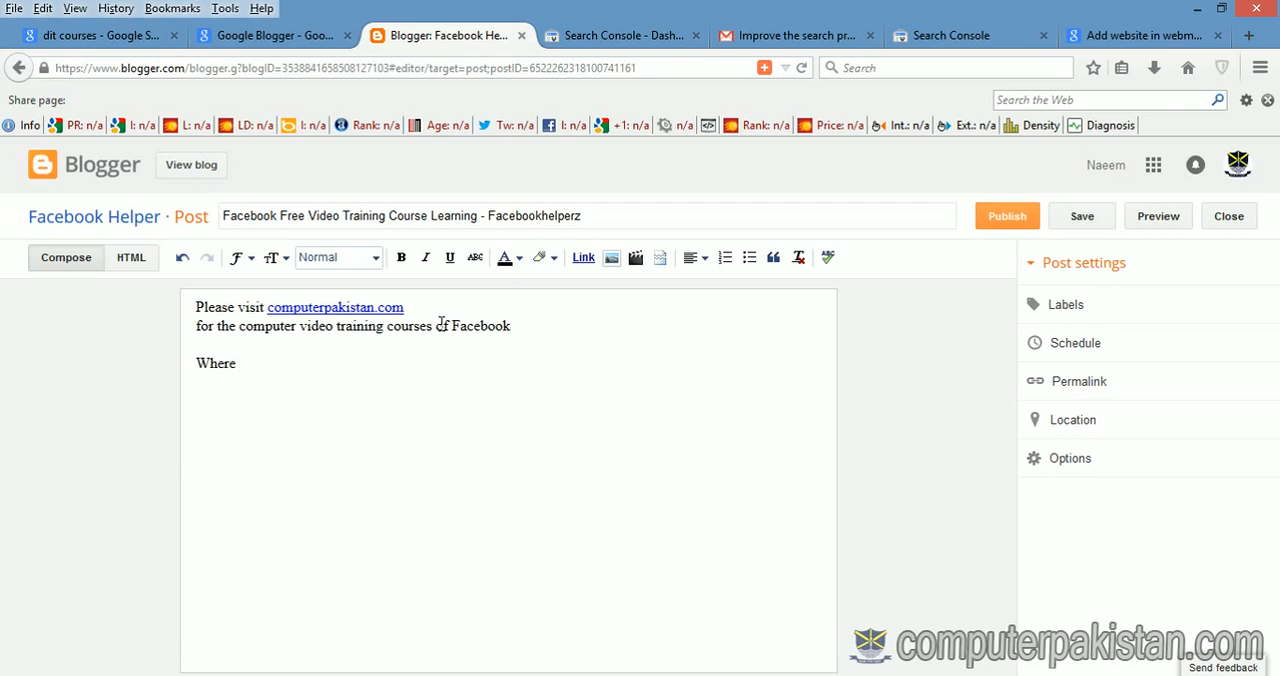 File Edit View History Bookmarks Tools Help
dit courses - Google S... Google Blogger - Goo... Blogger: Facebook He... Search Console - Dash... Improve the search pr... Search Console Add website in webm...
https://www.blogger.com/blogger.g?blogID=3538841658508127103#editor/target=post;postID=6522262318100741161 Search
Share page:
Search the Web
Info PR: n/a I: n/a L: n/a LD: n/a I: n/a Rank: n/a Age: n/a Tw: n/a I: n/a +1: n/a n/a Rank: n/a Price: n/a Int.: n/a Ext.: n/a Density Diagnosis
Blogger View blog Naeem
Facebook Helper · Post Facebook Free Video Training Course Learning - Facebookhelperz Publish Save Preview Close
Compose HTML Normal B I U ABC A Link
Post settings
Please visit computerpakistan.com
for the computer video training courses of Facebook
Where
Labels
Schedule
Permalink
Location
Options
computerpakistan.com
Send feedback